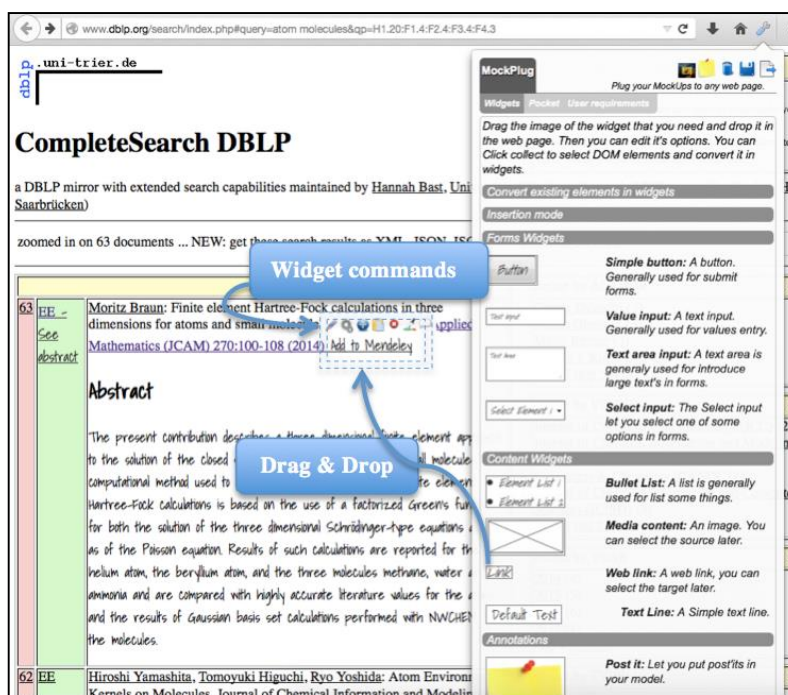 www.dblp.org/search/index.php#query=atom molecules&qp=H1.20:F1.4:F2.4:F3.4:F4.3
dblp
.uni-trier.de
CompleteSearch DBLP
a DBLP mirror with extended search capabilities maintained by Hannah Bast, Uni
Saarbrücken)
zoomed in on 63 documents ... NEW: get these search results as XML, JSON, JSO
Widget commands
63
EE -
See
abstract
Moritz Braun: Finite element Hartree-Fock calculations in three
dimensions for atoms and small molecule Applied
Mathematics (JCAM) 270:100-108 (2014)
Add to Mendeley
Abstract
The present contribution describes a three dimensional finite element app
to the solution of the closed all molecule
computational method used to te elemen
Hartree-Fock calculations is based on the use of a factorized Green's fun
for both the solution of the three dimensional Schrödinger-type equations a
as of the Poisson equation. Results of such calculations are reported for th
helium atom, the beryllium atom, and the three molecules methane, water a
ammonia and are compared with highly accurate literature values for the a
and the results of Gaussian basis set calculations performed with NWCHEM
the molecules.
Drag & Drop
62
EE
Hiroshi Yamashita, Tomoyuki Higuchi, Ryo Yoshida: Atom Environm
Kernels on Molecules. Journal of Chemical Information and Modelin
MockPlug
Plug your MockUps to any web page.
Widgets Pocket User requirements
Drag the image of the widget that you need and drop it in
the web page. Then you can edit it's options. You can
Click collect to select DOM elements and convert it in
widgets.
Convert existing elements in widgets
Insertion mode
Forms Widgets
Button
Simple button: A button.
Generally used for submit
forms.
Text input
Value input: A text input.
Generally used for values entry.
Text area
Text area input: A text area is
generaly used for introduce
large text's in forms.
Select Element 1
Select input: The Select input
let you select one of some
options in forms.
Content Widgets
Element List 1
Element List 2
Bullet List: A list is generally
used for list some things.
Media content: An image. You
can select the source later.
Link
Web link: A web link, you can
select the target later.
Default Text
Text Line: A Simple text line.
Annotations
Post it: Let you put post'its in
your model.